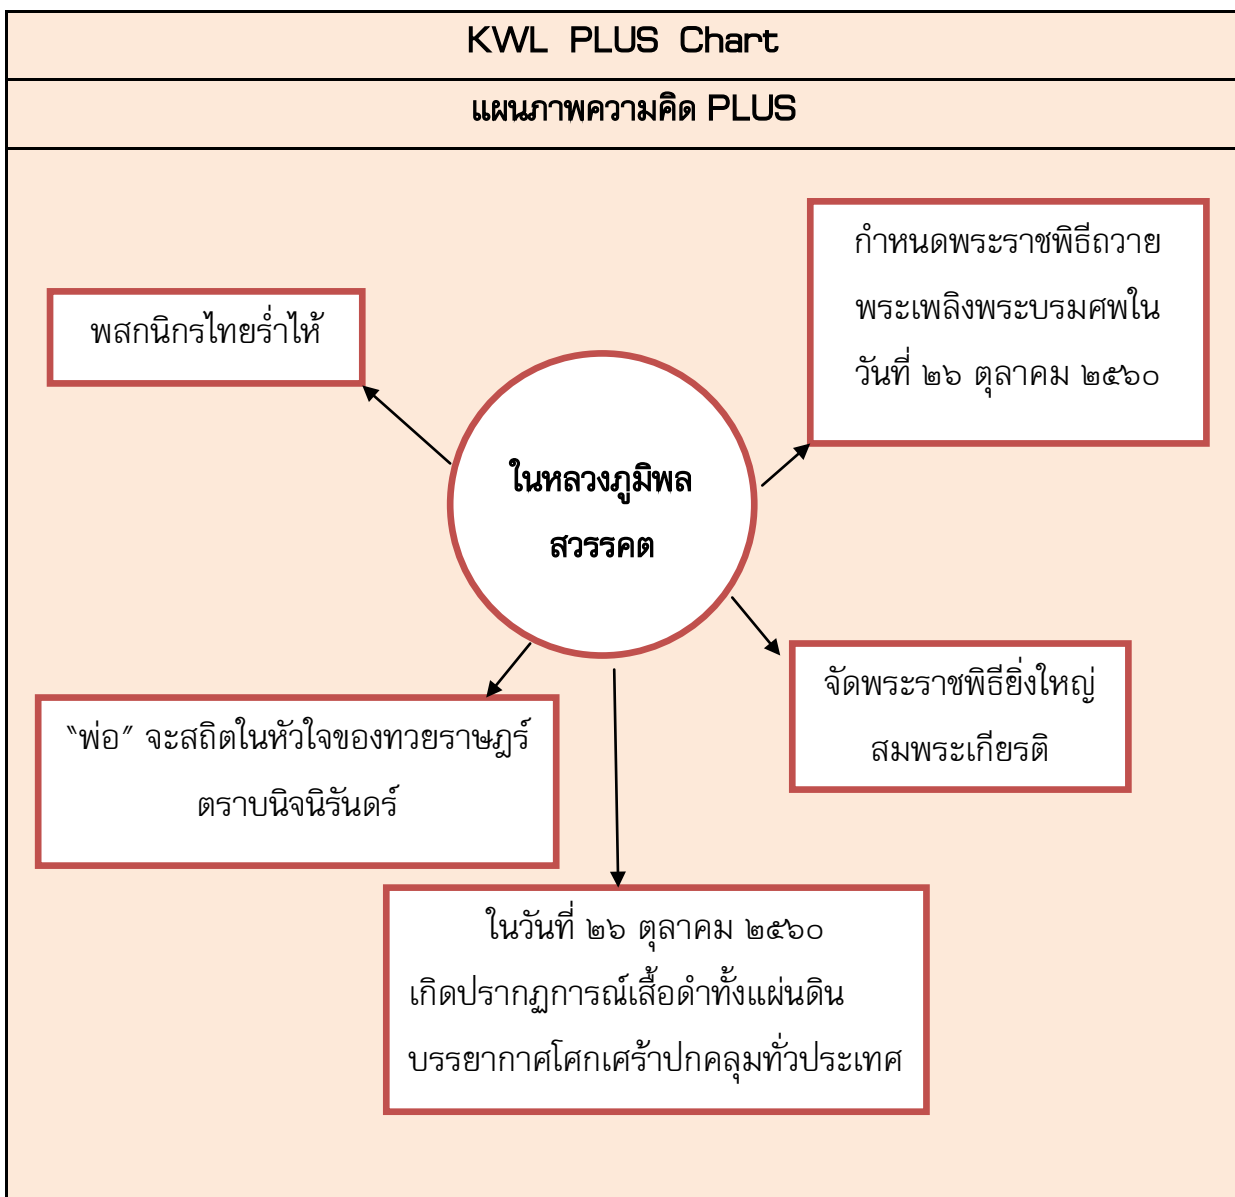 KWL PLUS Chart
แผนภาพความคิด PLUS
กำหนดพระราชพิธีถวาย
พระเพลิงพระบรมศพใน
วันที่ ๒๖ ตุลาคม ๒๕๖๐
พสกนิกรไทยร่ำไห้
ในหลวงภูมิพล
สวรรคต
จัดพระราชพิธียิ่งใหญ่
สมพระเกียรติ
“พ่อ” จะสถิตในหัวใจของทวยราษฎร์
ตราบนิจนิรันดร์
ในวันที่ ๒๖ ตุลาคม ๒๕๖๐
เกิดปรากฏการณ์เสื้อดำทั้งแผ่นดิน
บรรยากาศโศกเศร้าปกคลุมทั่วประเทศ